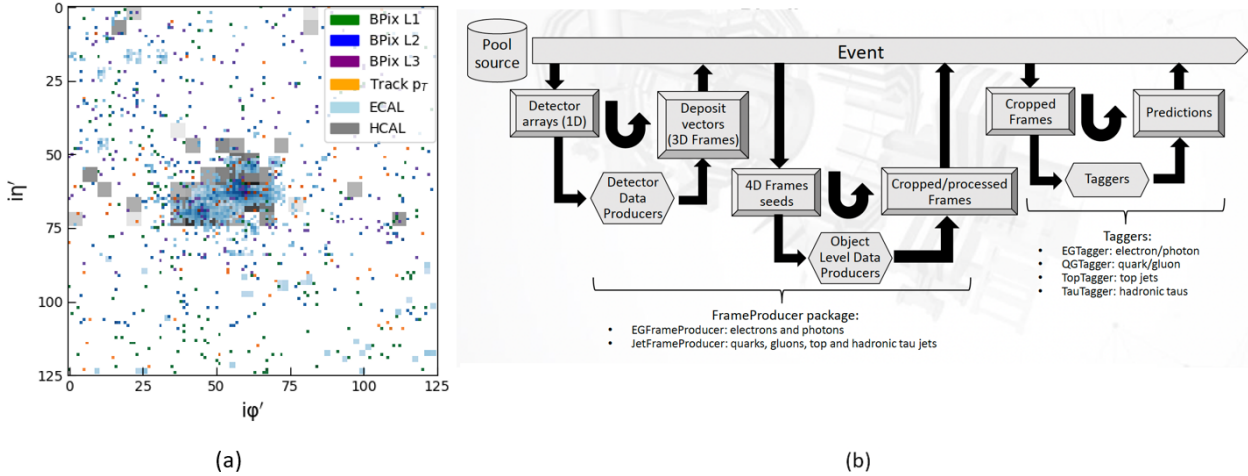 0
25
50
75
100
125
iη′
0
25
50
75
100
125
iφ′
BPix L1
BPix L2
BPix L3
Track pT
ECAL
HCAL
(a)
Pool
source
Event
Detector
arrays (1D)
Deposit
vectors
(3D Frames)
Detector
Data
Producers
4D Frames
seeds
Object
Level Data
Producers
Cropped/processed
Frames
Cropped
Frames
Predictions
Taggers
Taggers:
• EGTagger: electron/photon
• QGTagger: quark/gluon
• TopTagger: top jets
• TauTagger: hadronic taus
FrameProducer package:
• EGFrameProducer: electrons and photons
• JetFrameProducer: quarks, gluons, top and hadronic tau jets
(b)